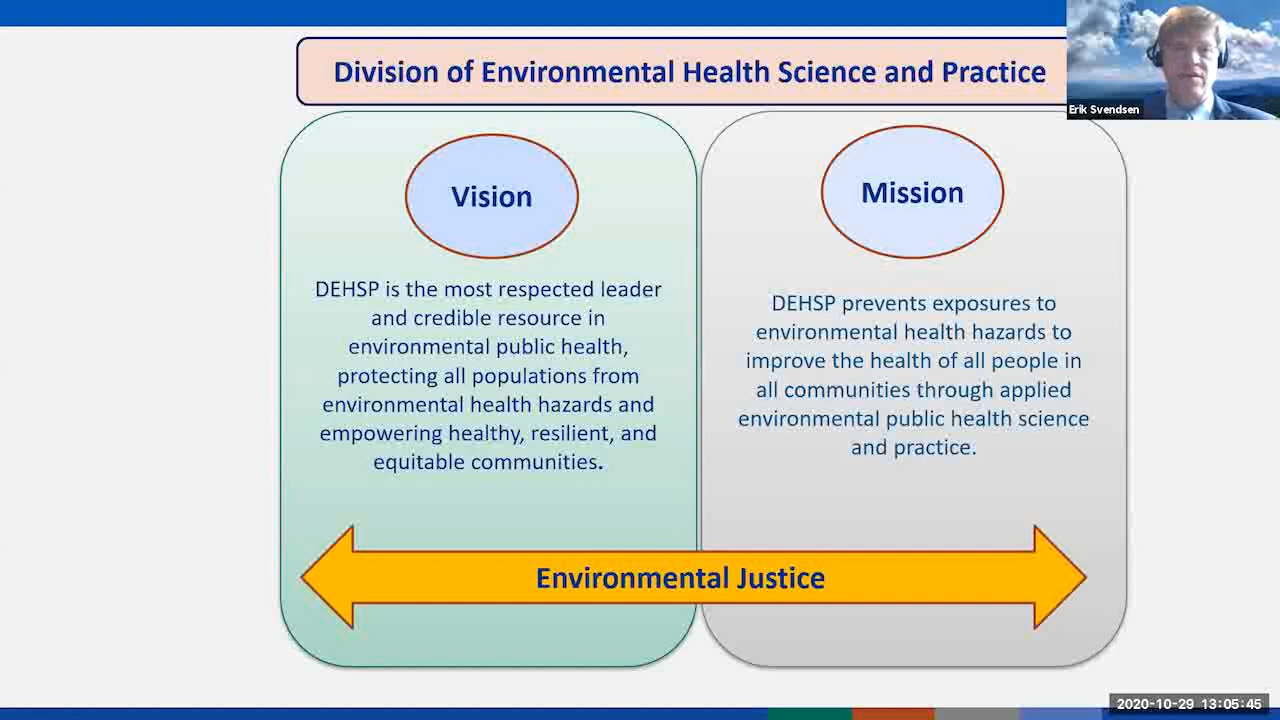 Division of Environmental Health Science and Practice
Erik Svendsen
Vision
DEHSP is the most respected leader
and credible resource in
environmental public health,
protecting all populations from
environmental health hazards and
empowering healthy, resilient, and
equitable communities.
Mission
DEHSP prevents exposures to
environmental health hazards to
improve the health of all people in
all communities through applied
environmental public health science
and practice.
Environmental Justice
2020-10-29 13:05:45